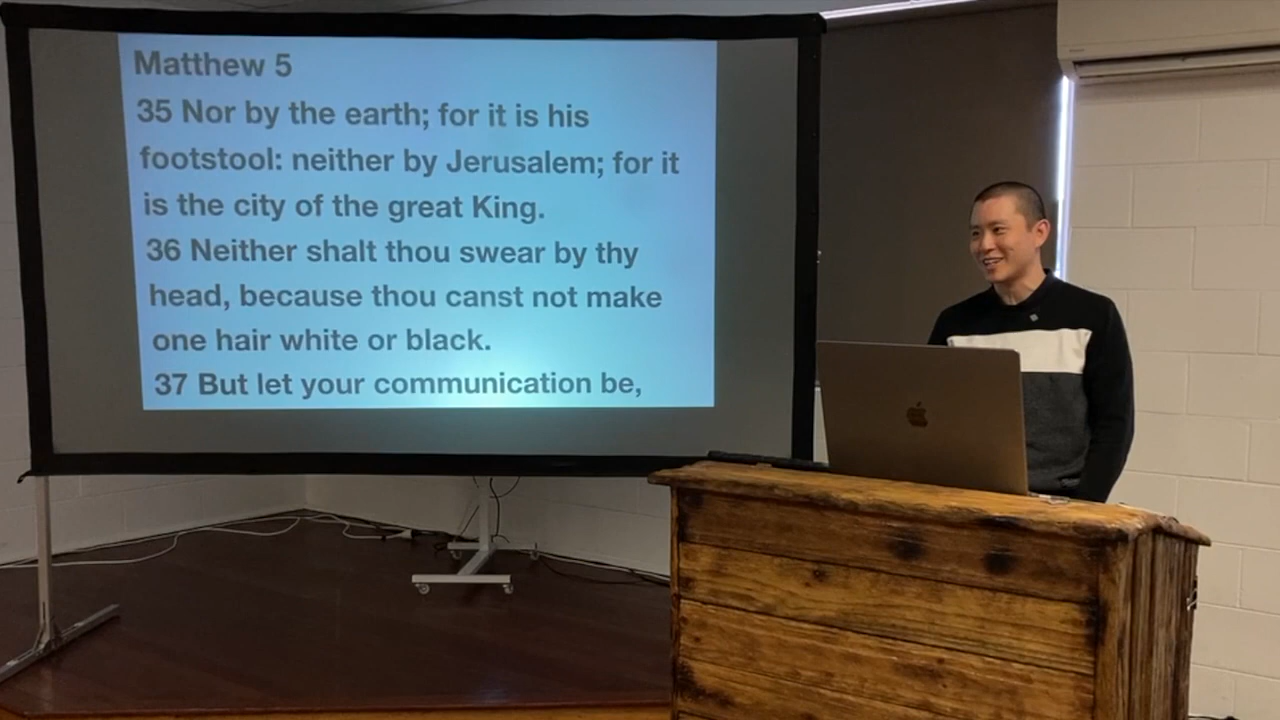 Matthew 5
35 Nor by the earth; for it is his
footstool: neither by Jerusalem; for it
is the city of the great King.
36 Neither shalt thou swear by thy
head, because thou canst not make
one hair white or black.
37 But let your communication be,